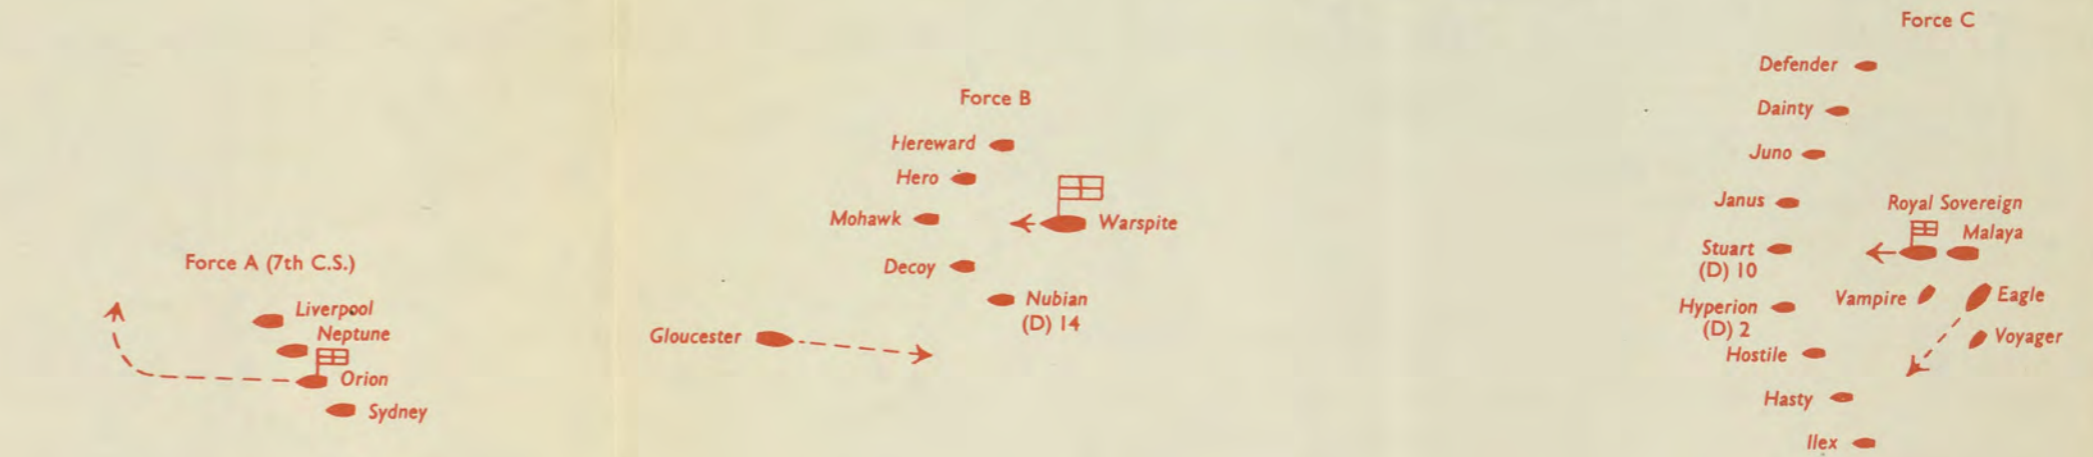 Force A (7th C.S.)
Liverpool
Neptune
Orion
Sydney
Force B
Hereward
Hero
Mohawk
Warspite
Decoy
Nubian
(D) 14
Gloucester
Force C
Defender
Dainty
Juno
Janus
Royal Sovereign
Malaya
Stuart
(D) 10
Vampire
Eagle
Hyperion
(D) 2
Voyager
Hostile
Hasty
Ilex